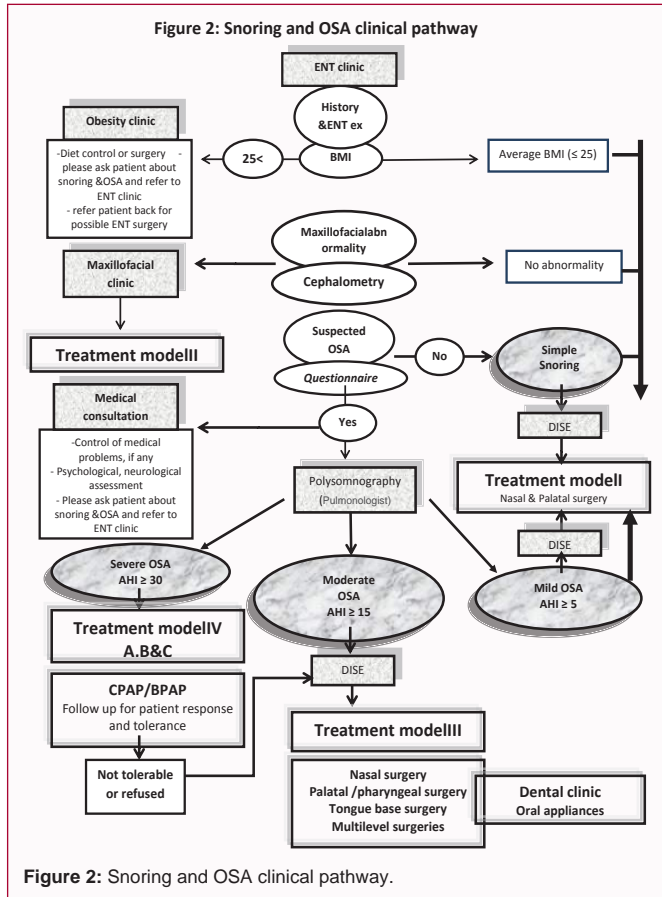 Figure 2: Snoring and OSA clinical pathway
ENT clinic
History
&ENT ex
BMI
25<
Average BMI (≤ 25)
Obesity clinic
-Diet control or surgery -
please ask patient about
snoring &OSA and refer to
ENT clinic
- refer patient back for
possible ENT surgery
Maxillofacialabn
ormality
Cephalometry
No abnormality
Maxillofacial
clinic
Treatment modelII
Suspected
OSA
Questionnaire
No
Simple
Snoring
Yes
Medical
consultation
-Control of medical
problems, if any
- Psychological, neurological
assessment
- Please ask patient about
snoring &OSA and refer to
ENT clinic
DISE
Treatment modelI
Nasal & Palatal surgery
DISE
Polysomnography
(Pulmonologist)
Severe OSA
AHI ≥ 30
Moderate
OSA
AHI ≥ 15
Mild OSA
AHI ≥ 5
Treatment modelIV
A.B&C
CPAP/BPAP
Follow up for patient response
and tolerance
Not tolerable
or refused
DISE
Treatment modelIII
Nasal surgery
Palatal /pharyngeal surgery
Tongue base surgery
Multilevel surgeries
Dental clinic
Oral appliances
Figure 2: Snoring and OSA clinical pathway.